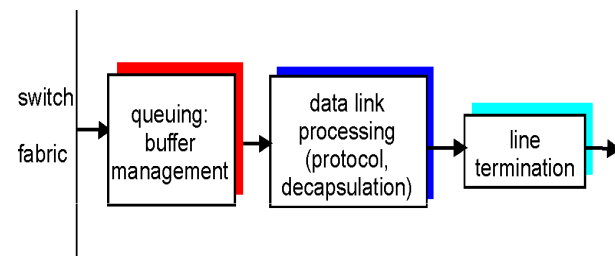 switch
fabric
queuing:
buffer
management
data link
processing
(protocol,
decapsulation)
line
termination